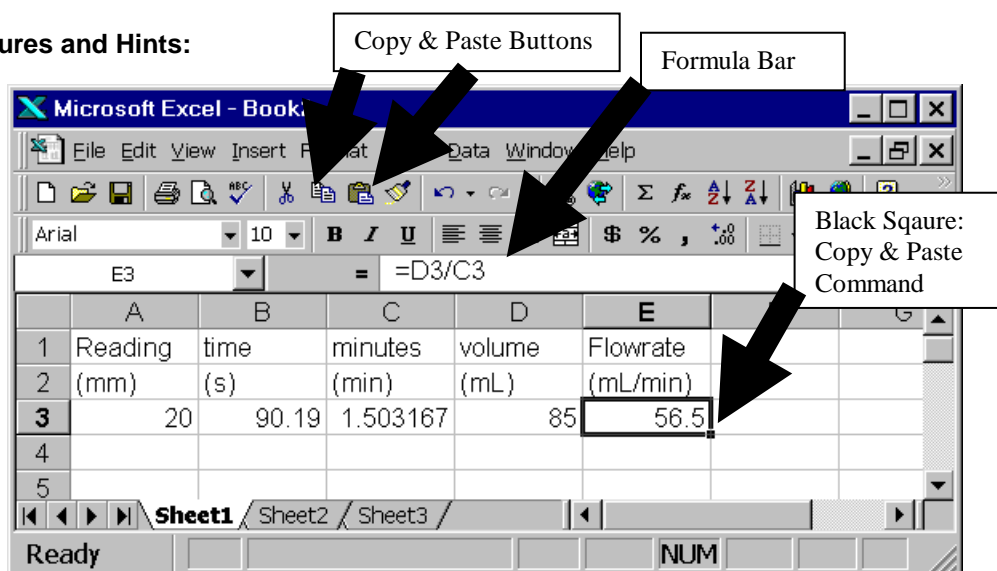 ures and Hints:
Copy & Paste Buttons
Formula Bar
Microsoft Excel - Book
File Edit View Insert Data Window
Arial 10 B I U $ % ,
Black Sqaure:
Copy & Paste
Command
E3 = =D3/C3
A B C D E G
1 Reading time minutes volume Flowrate
2 (mm) (s) (min) (mL) (mL/min)
3 20 90.19 1.503167 85 56.5
4
5
Sheet1 Sheet2 Sheet3
Ready NUM